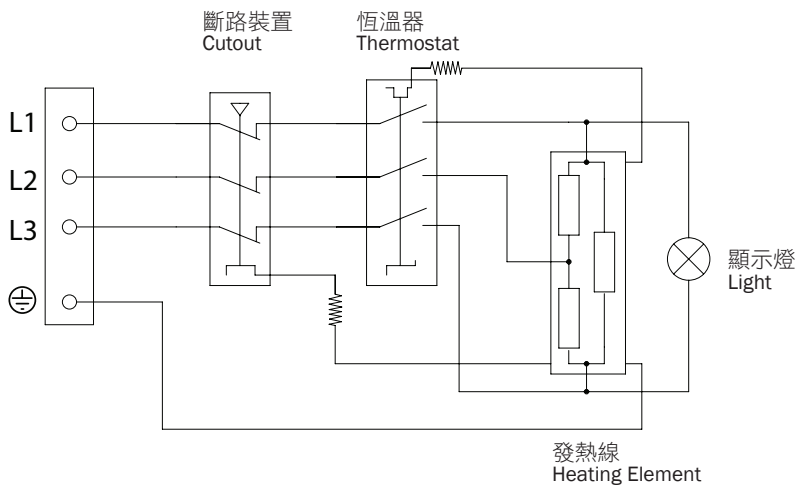 斷路裝置
Cutout
恆溫器
Thermostat
L1
L2
L3
顯示燈
Light
發熱線
Heating Element